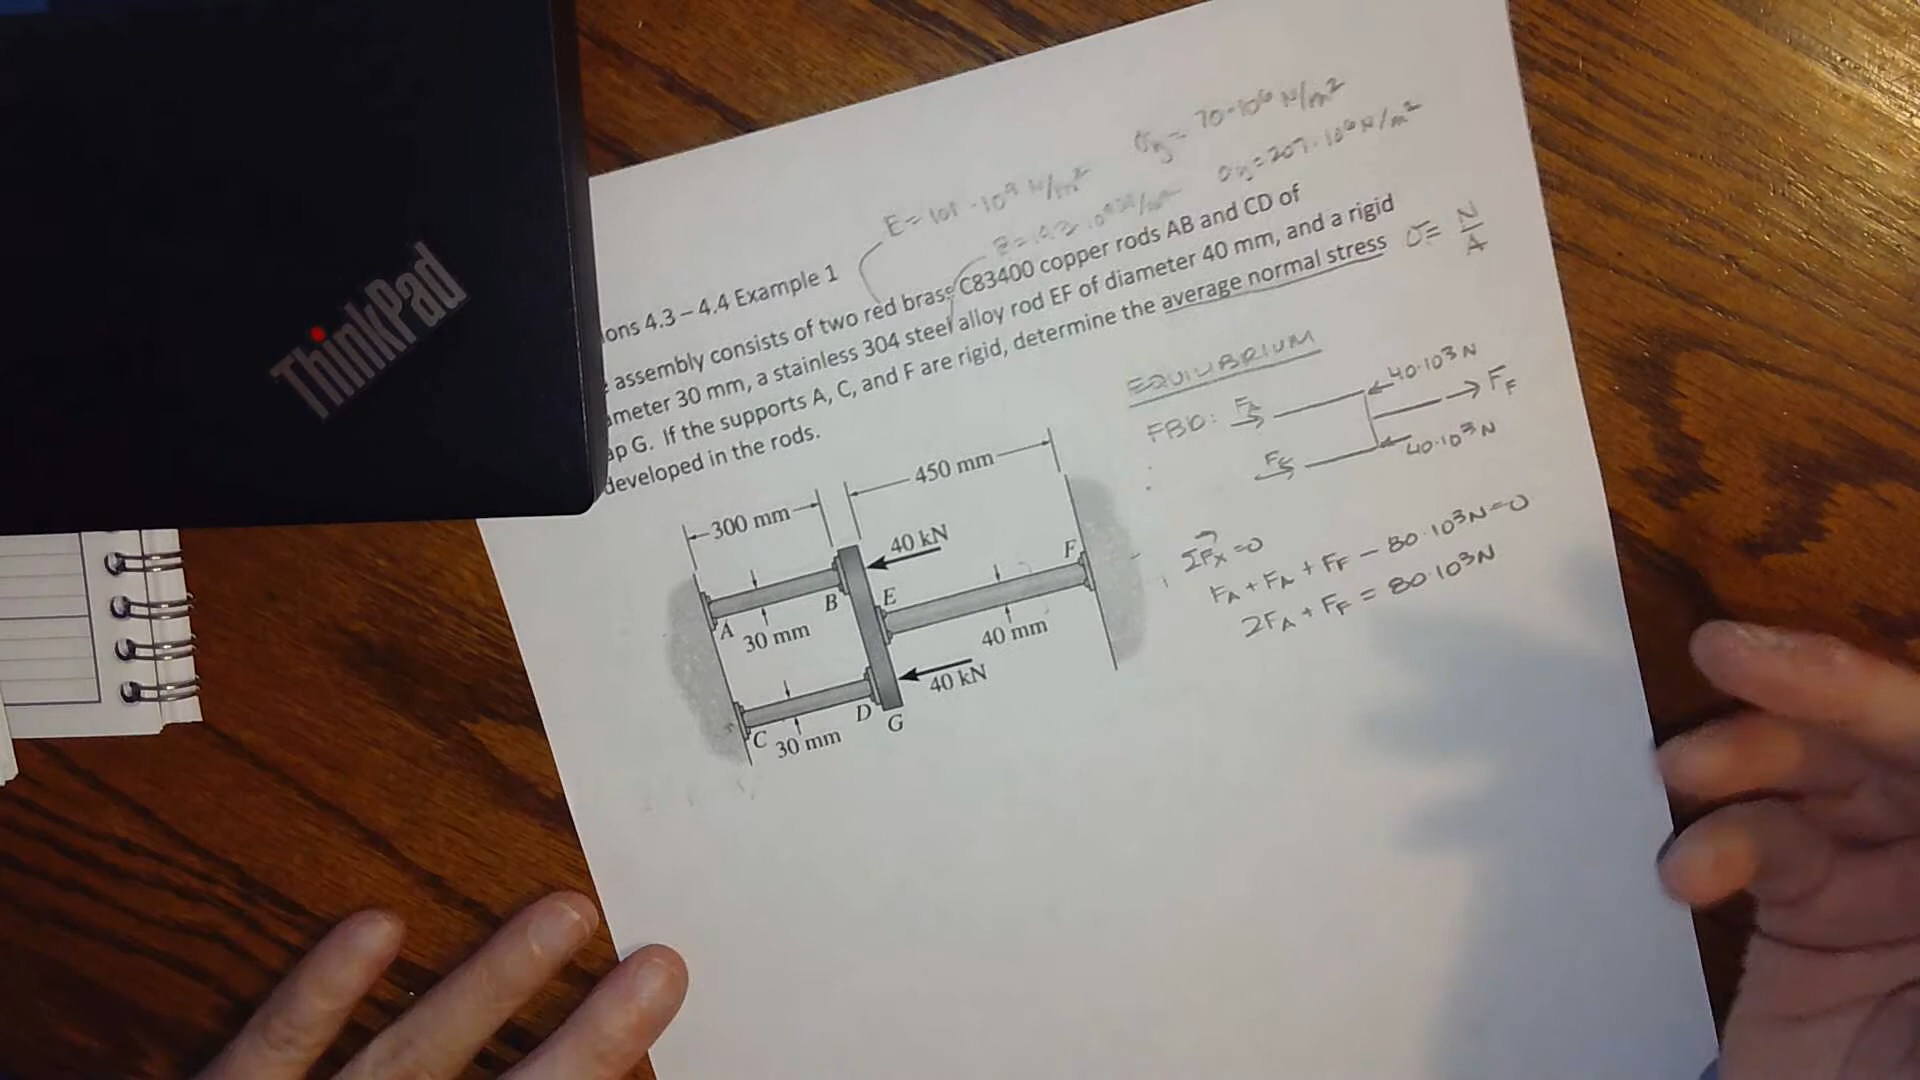 ThinkPad
E = 101 · 10⁹ N/m²
σy = 70·10⁶ N/m²
σy = 207·10⁶ N/m²
ons 4.3 – 4.4 Example 1
assembly consists of two red brass C83400 copper rods AB and CD of
meter 30 mm, a stainless 304 steel alloy rod EF of diameter 40 mm, and a rigid
ap G. If the supports A, C, and F are rigid, determine the average normal stress
developed in the rods.
σ = N/A
EQUILIBRIUM
FBD:
40·10³N
FF
40·10³N
ΣFx = 0
FA + FA + FF − 80·10³N = 0
2FA + FF = 80·10³N
300 mm
450 mm
40 kN
F
B
E
A
30 mm
40 mm
40 kN
D
G
C
30 mm